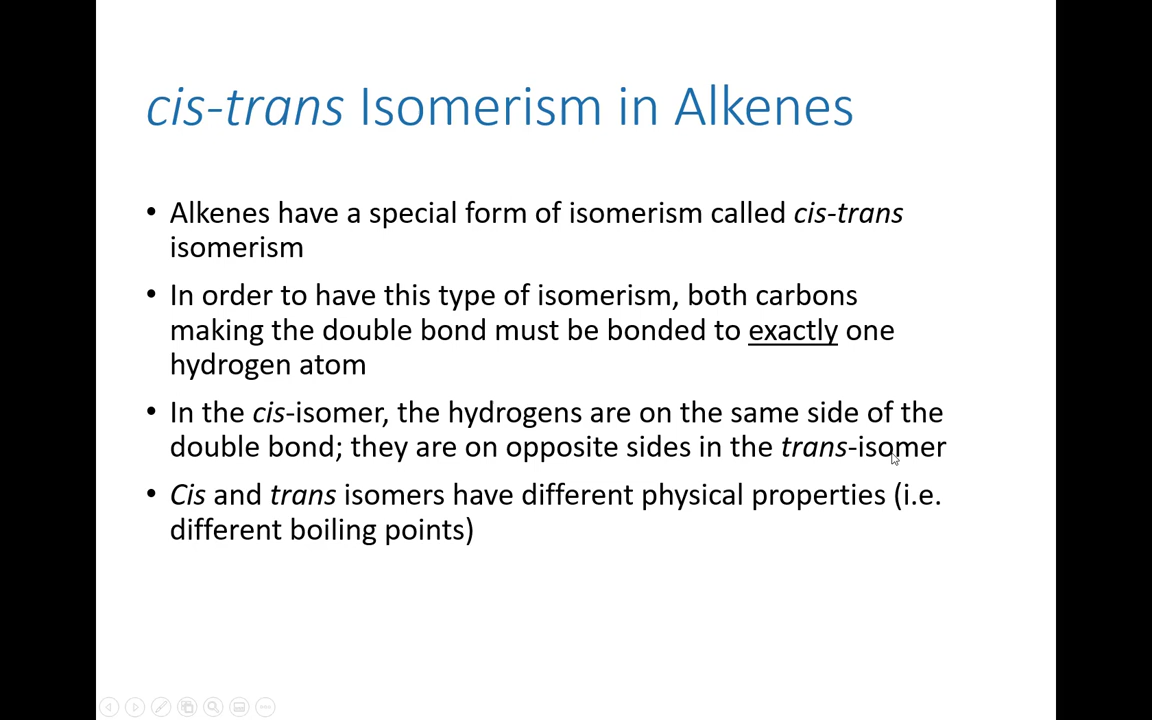 cis-trans Isomerism in Alkenes
• Alkenes have a special form of isomerism called cis-trans
isomerism
• In order to have this type of isomerism, both carbons
making the double bond must be bonded to exactly one
hydrogen atom
• In the cis-isomer, the hydrogens are on the same side of the
double bond; they are on opposite sides in the trans-isomer
• Cis and trans isomers have different physical properties (i.e.
different boiling points)